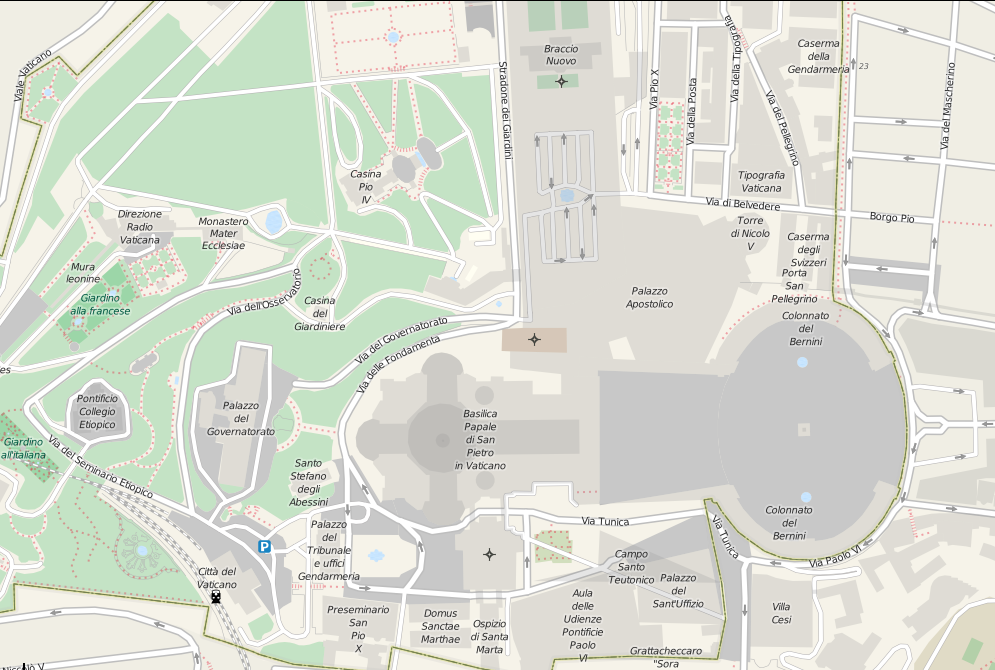 Braccio
Nuovo
Caserma
della
Gendarmeria
23
Viale Vaticano
Stradone dei Giardini
Via Pio X
Via della Posta
Via della Tipografia
Via del Pellegrino
Via del Mascherino
Casina
Pio
IV
Tipografia
Vaticana
Via di Belvedere
Borgo Pio
Direzione
Radio
Vaticana
Monastero
Mater
Ecclesiae
Torre
di Nicolo
V
Caserma
degli
Svizzeri
Mura
leonine
Porta
San
Pellegrino
Giardino
alla francese
Via dell'Osservatorio
Casina
del
Giardiniere
Palazzo
Apostolico
Colonnato
del
Bernini
Via del Governatorato
Via delle Fondamenta
es
Pontificio
Collegio
Etiopico
Palazzo
del
Governatorato
Basilica
Papale
di San
Pietro
in Vaticano
Giardino
all'italiana
Via del Seminario Etiopico
Santo
Stefano
degli
Abessini
Colonnato
del
Bernini
Palazzo
del
Tribunale
e uffici
Gendarmeria
Via Tunica
Via Tunica
P
Campo
Santo
Teutonico
Via Paolo VI
Città del
Vaticano
Palazzo
del
Sant'Uffizio
Aula
delle
Udienze
Pontificie
Paolo
VI
Villa
Cesi
Preseminario
San
Pio
X
Domus
Sanctae
Marthae
Ospizio
di Santa
Marta
Grattacheccaro
"Sora